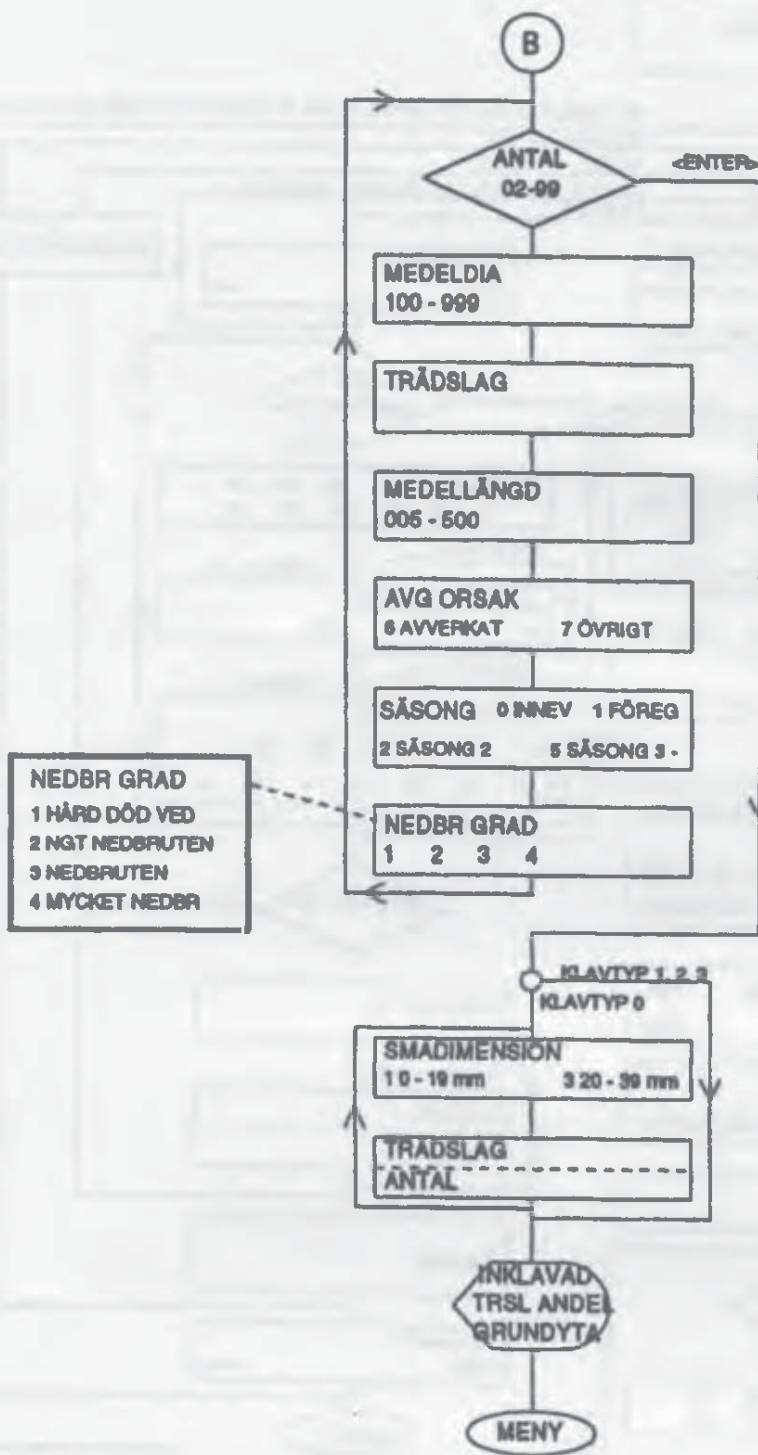 B
ANTAL
02-99
<ENTER>
MEDELDIA
100 - 999
TRÄDSLAG
MEDELLÄNGD
005 - 500
AVG ORSAK
6 AVVERKAT 7 ÖVRIGT
SÄSONG 0 INNEV 1 FÖREG
2 SÄSONG 2 5 SÄSONG 3 -
NEDBR GRAD
1 HÅRD DÖD VED
2 NGT NEDBRUTEN
3 NEDBRUTEN
4 MYCKET NEDBR
NEDBR GRAD
1 2 3 4
KLAVTYP 1, 2, 3
KLAVTYP 0
SMADIMENSION
1 0 - 19 mm 3 20 - 39 mm
TRADSLAG
ANTAL
INKLAVAD
TRSL ANDEL
GRUNDYTA
MENY